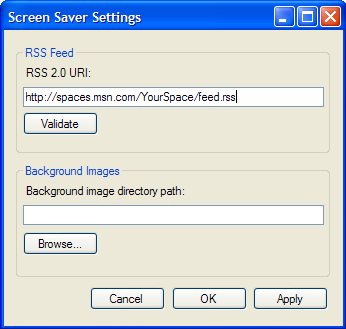 Screen Saver Settings
RSS Feed
RSS 2.0 URI:
http://spaces.msn.com/YourSpace/feed.rss
Validate
Background Images
Background image directory path:
Browse...
Cancel OK Apply